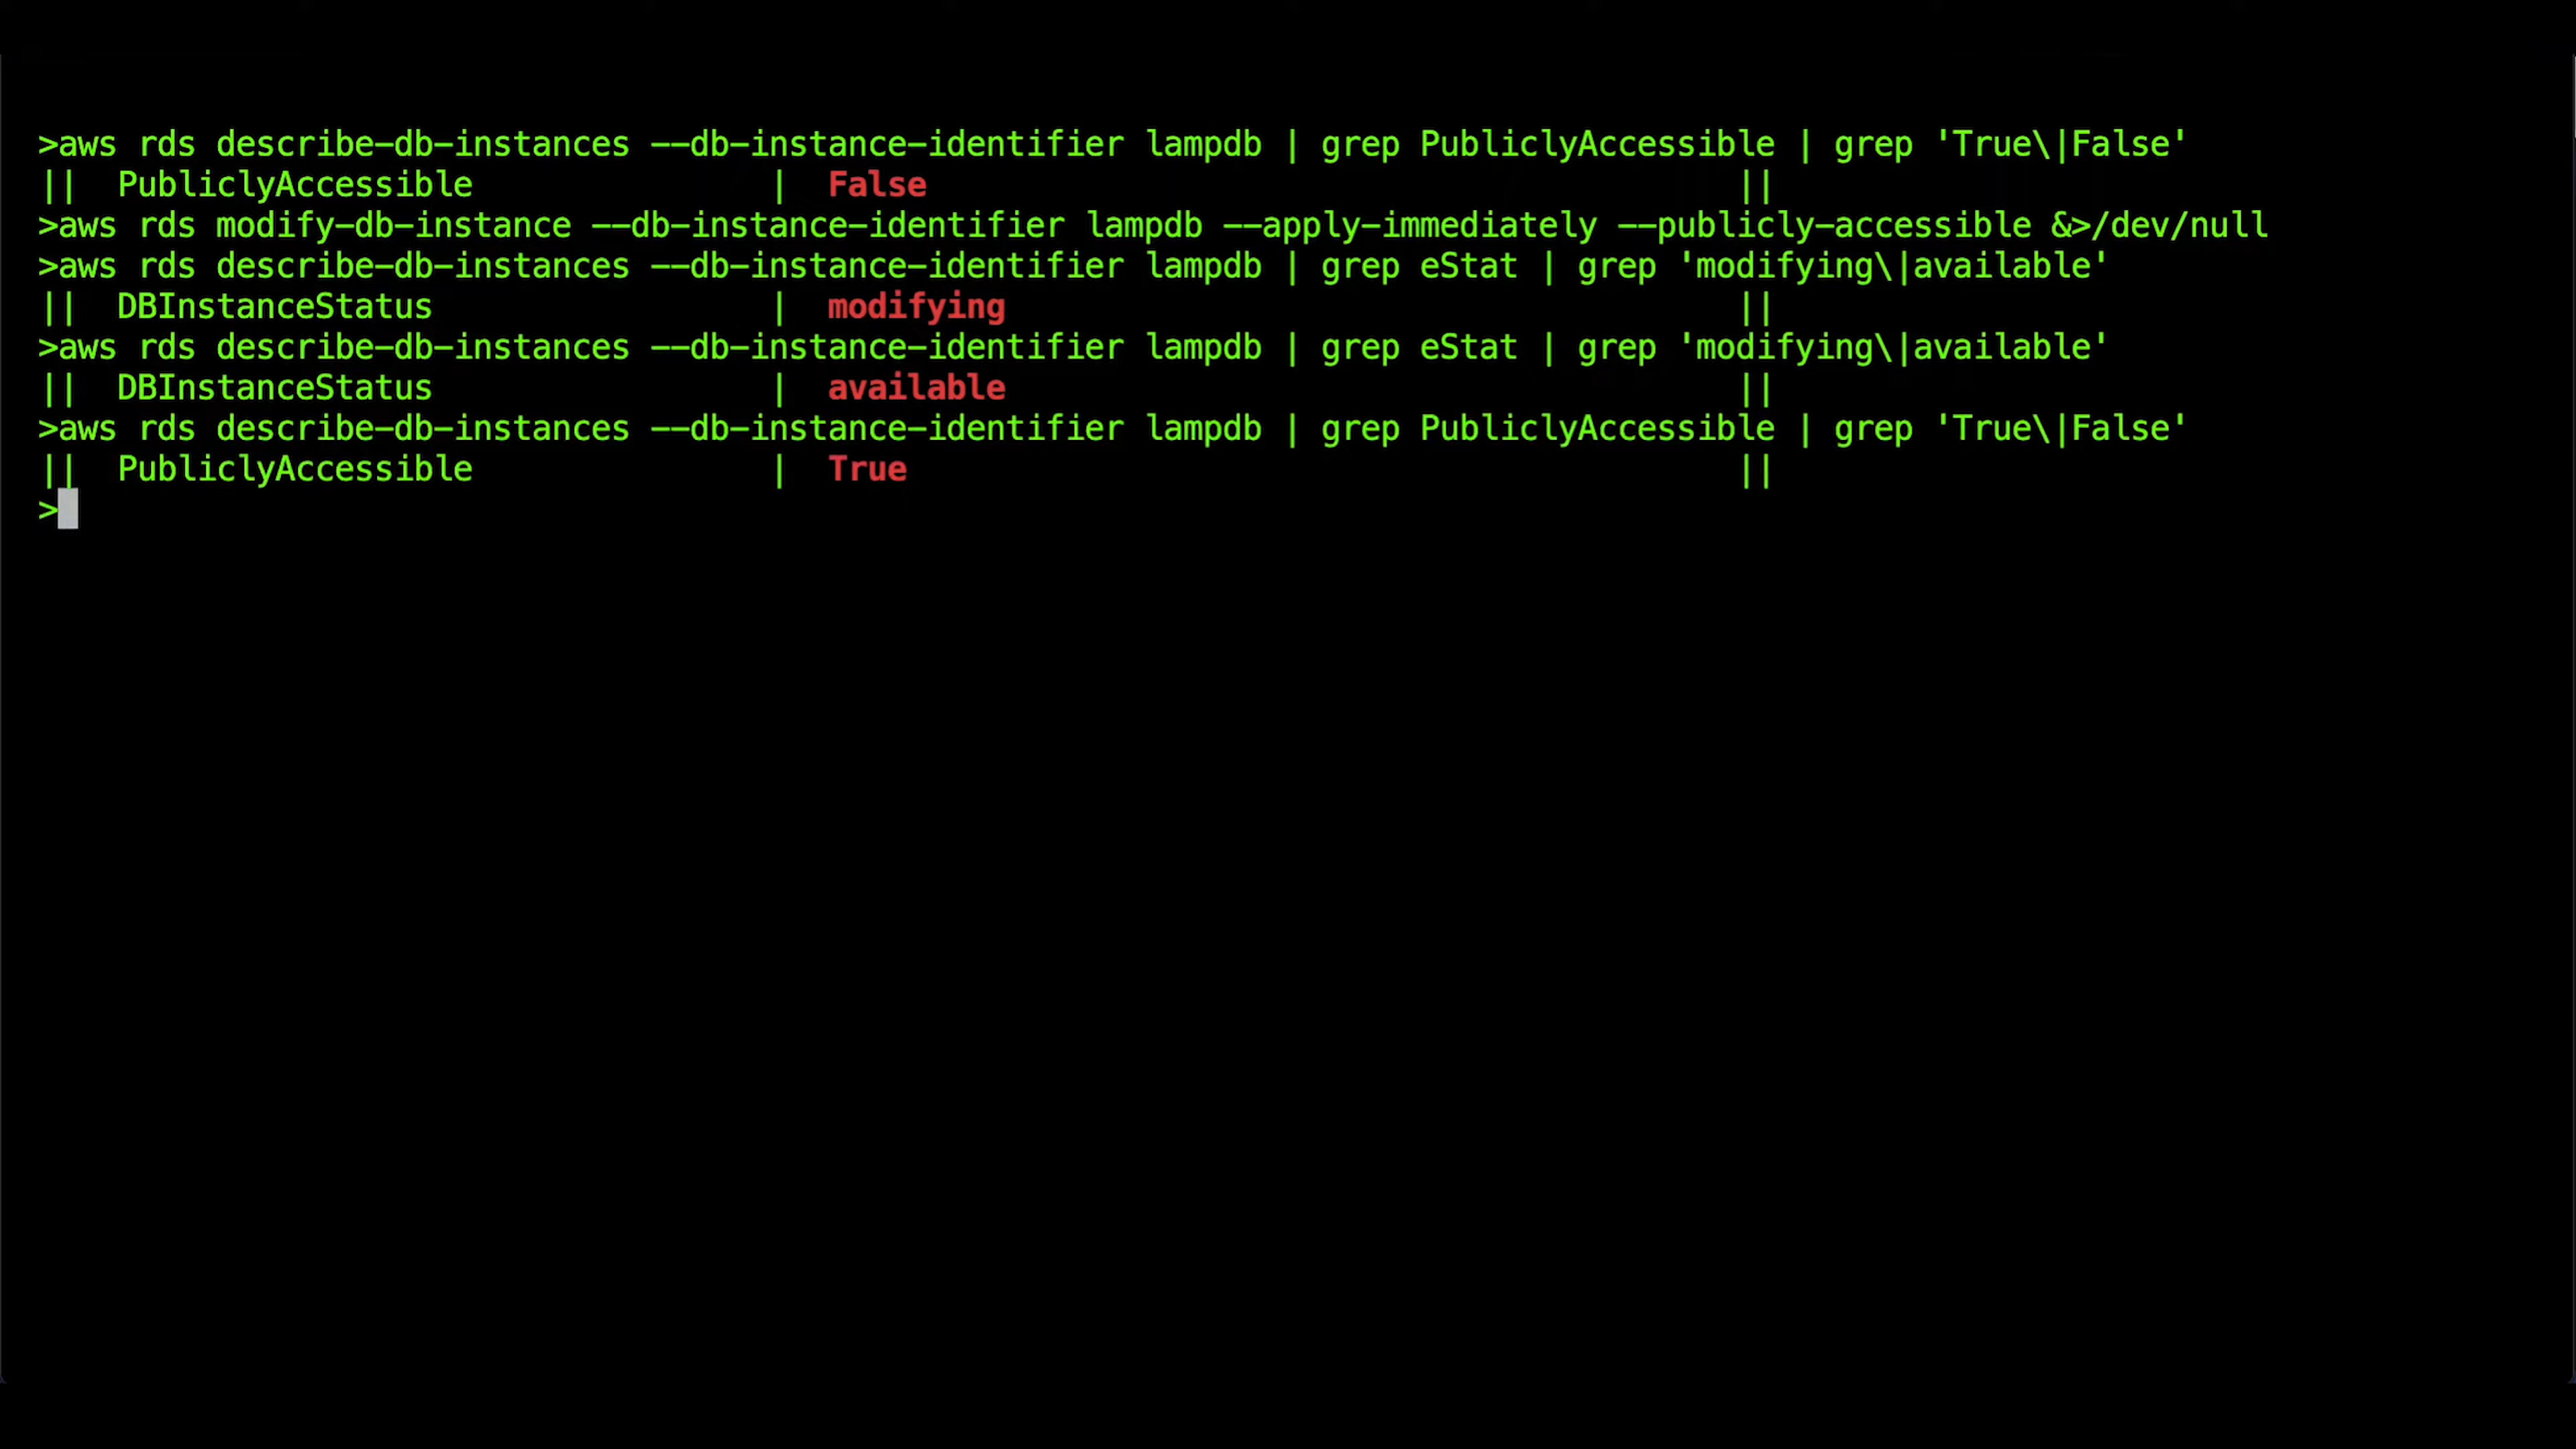 >aws rds describe-db-instances --db-instance-identifier lampdb | grep PubliclyAccessible | grep 'True\|False'
||  PubliclyAccessible               |  False                                         ||
>aws rds modify-db-instance --db-instance-identifier lampdb --apply-immediately --publicly-accessible &>/dev/null
>aws rds describe-db-instances --db-instance-identifier lampdb | grep eStat | grep 'modifying\|available'
||  DBInstanceStatus                 |  modifying                                     ||
>aws rds describe-db-instances --db-instance-identifier lampdb | grep eStat | grep 'modifying\|available'
||  DBInstanceStatus                 |  available                                     ||
>aws rds describe-db-instances --db-instance-identifier lampdb | grep PubliclyAccessible | grep 'True\|False'
||  PubliclyAccessible               |  True                                          ||
>